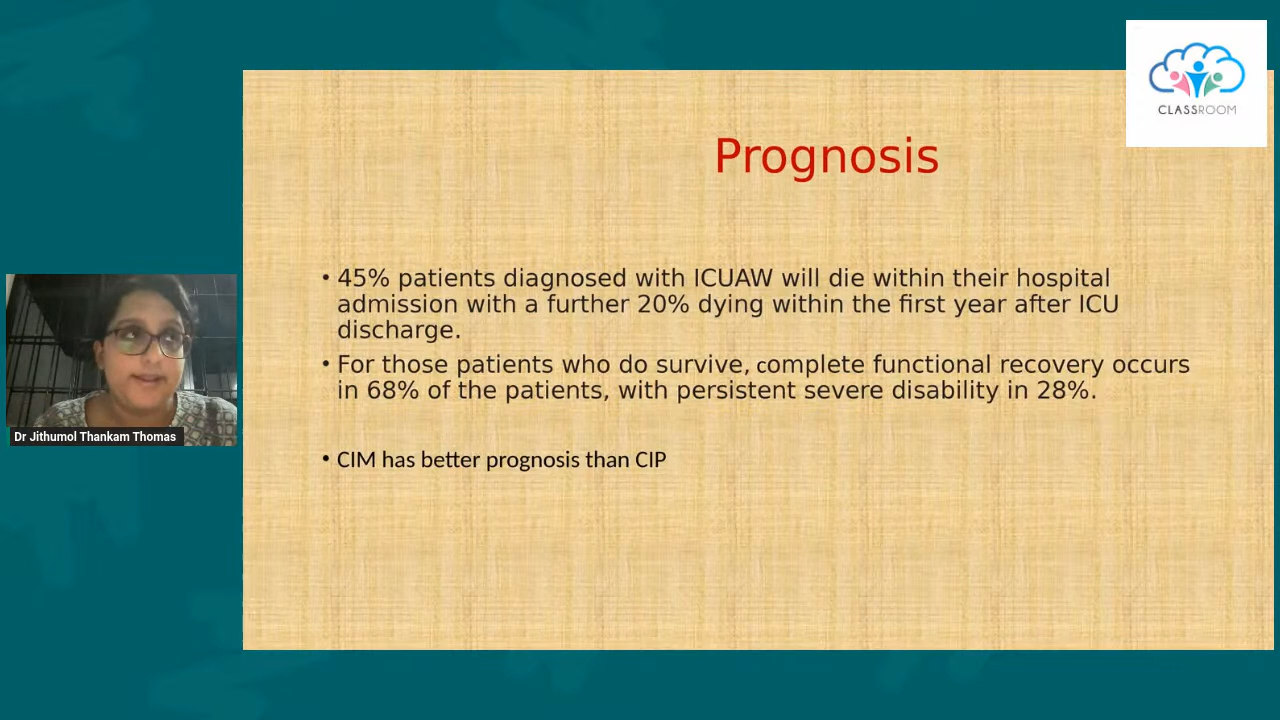 CLASSROOM
Prognosis
• 45% patients diagnosed with ICUAW will die within their hospital
admission with a further 20% dying within the first year after ICU
discharge.
• For those patients who do survive, complete functional recovery occurs
in 68% of the patients, with persistent severe disability in 28%.
• CIM has better prognosis than CIP
Dr Jithumol Thankam Thomas